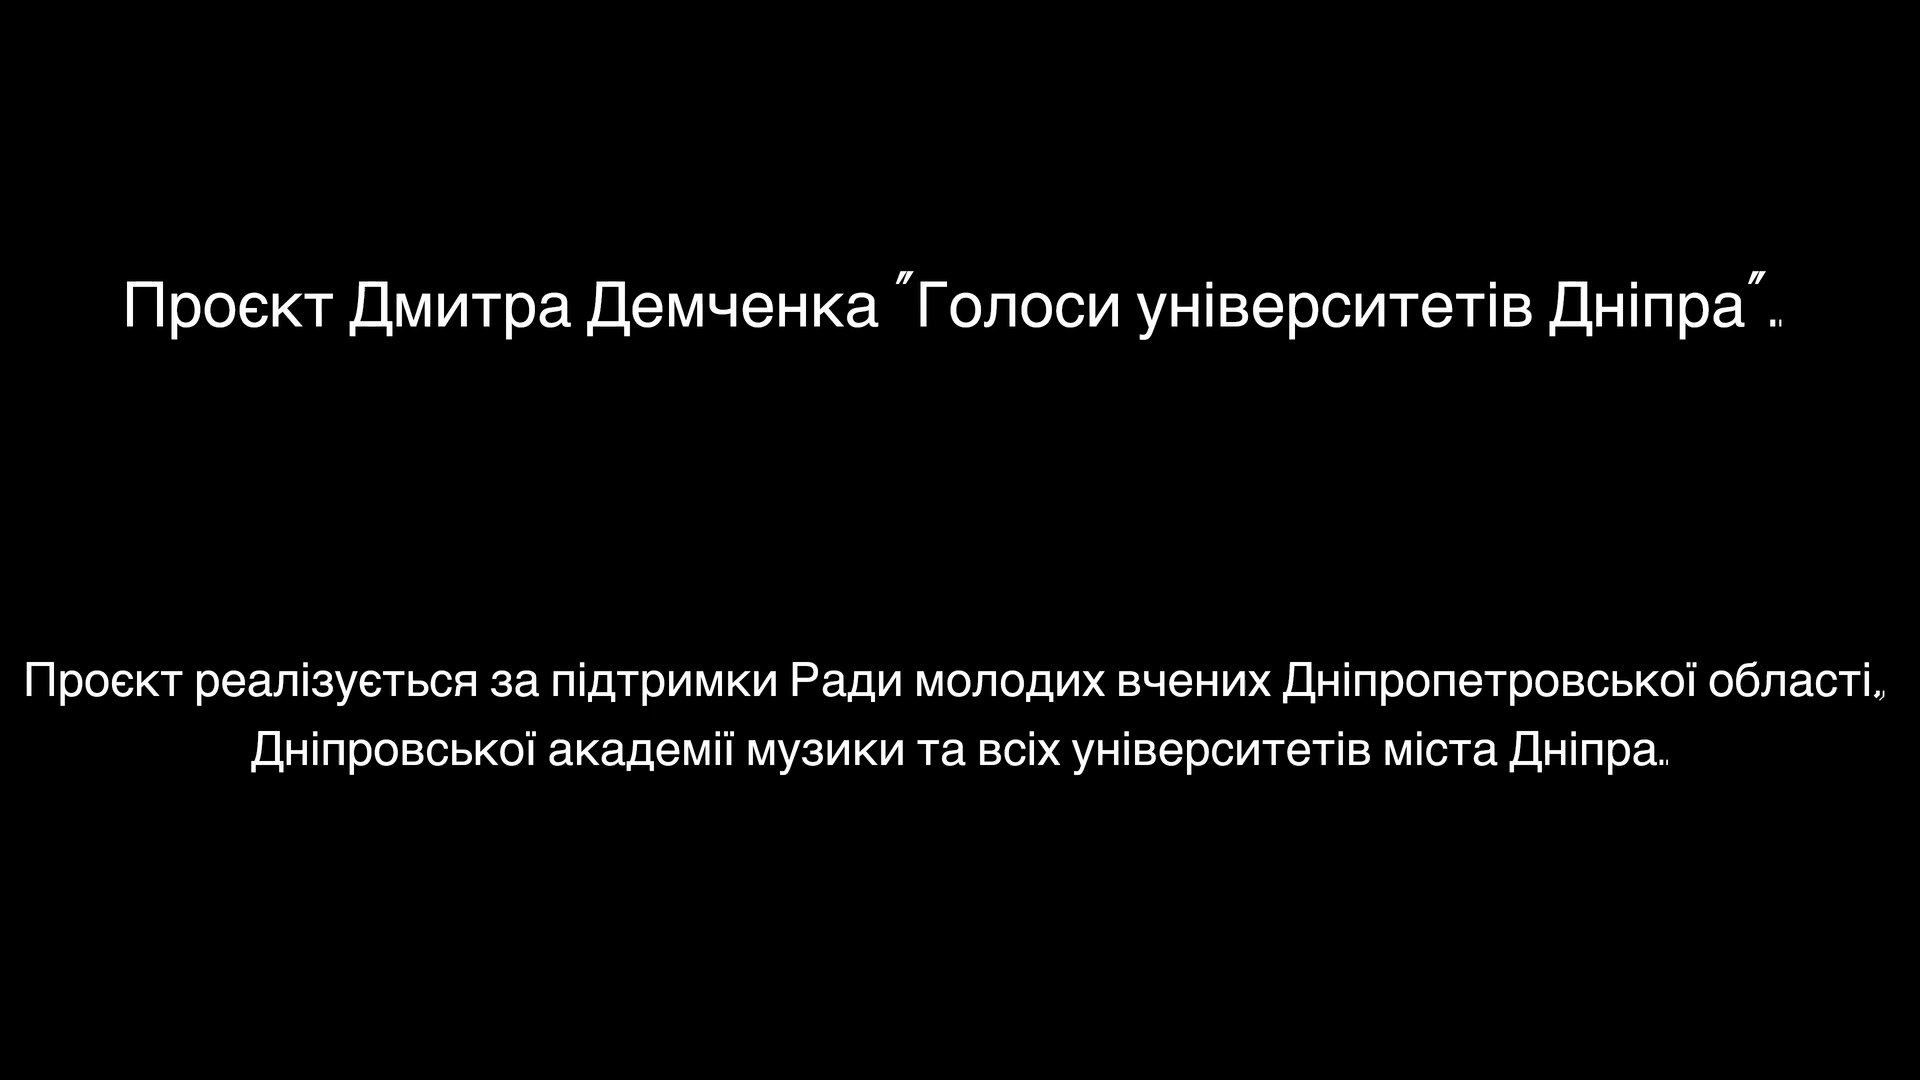 Проєкт Дмитра Демченка "Голоси університетів Дніпра".
Проєкт реалізується за підтримки Ради молодих вчених Дніпропетровської області,
Дніпровської академії музики та всіх університетів міста Дніпра.